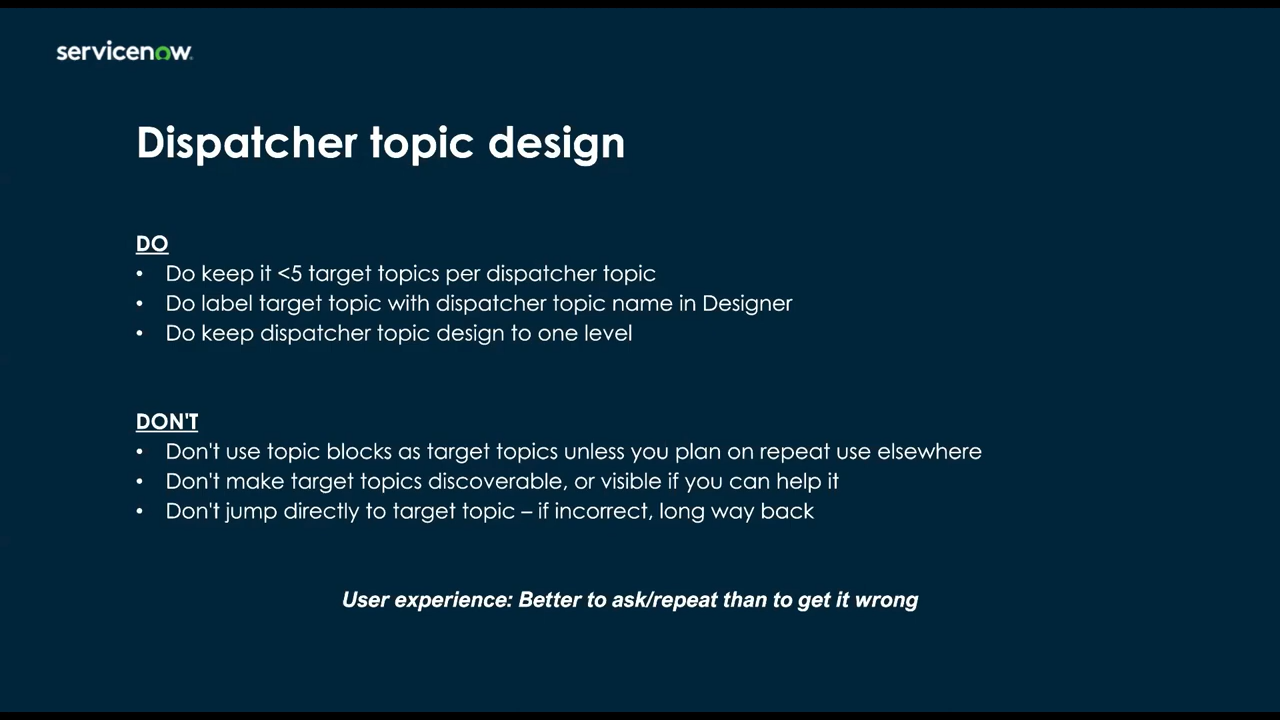 servicenow.
Dispatcher topic design
DO
• Do keep it <5 target topics per dispatcher topic
• Do label target topic with dispatcher topic name in Designer
• Do keep dispatcher topic design to one level
DON'T
• Don't use topic blocks as target topics unless you plan on repeat use elsewhere
• Don't make target topics discoverable, or visible if you can help it
• Don't jump directly to target topic – if incorrect, long way back
User experience: Better to ask/repeat than to get it wrong